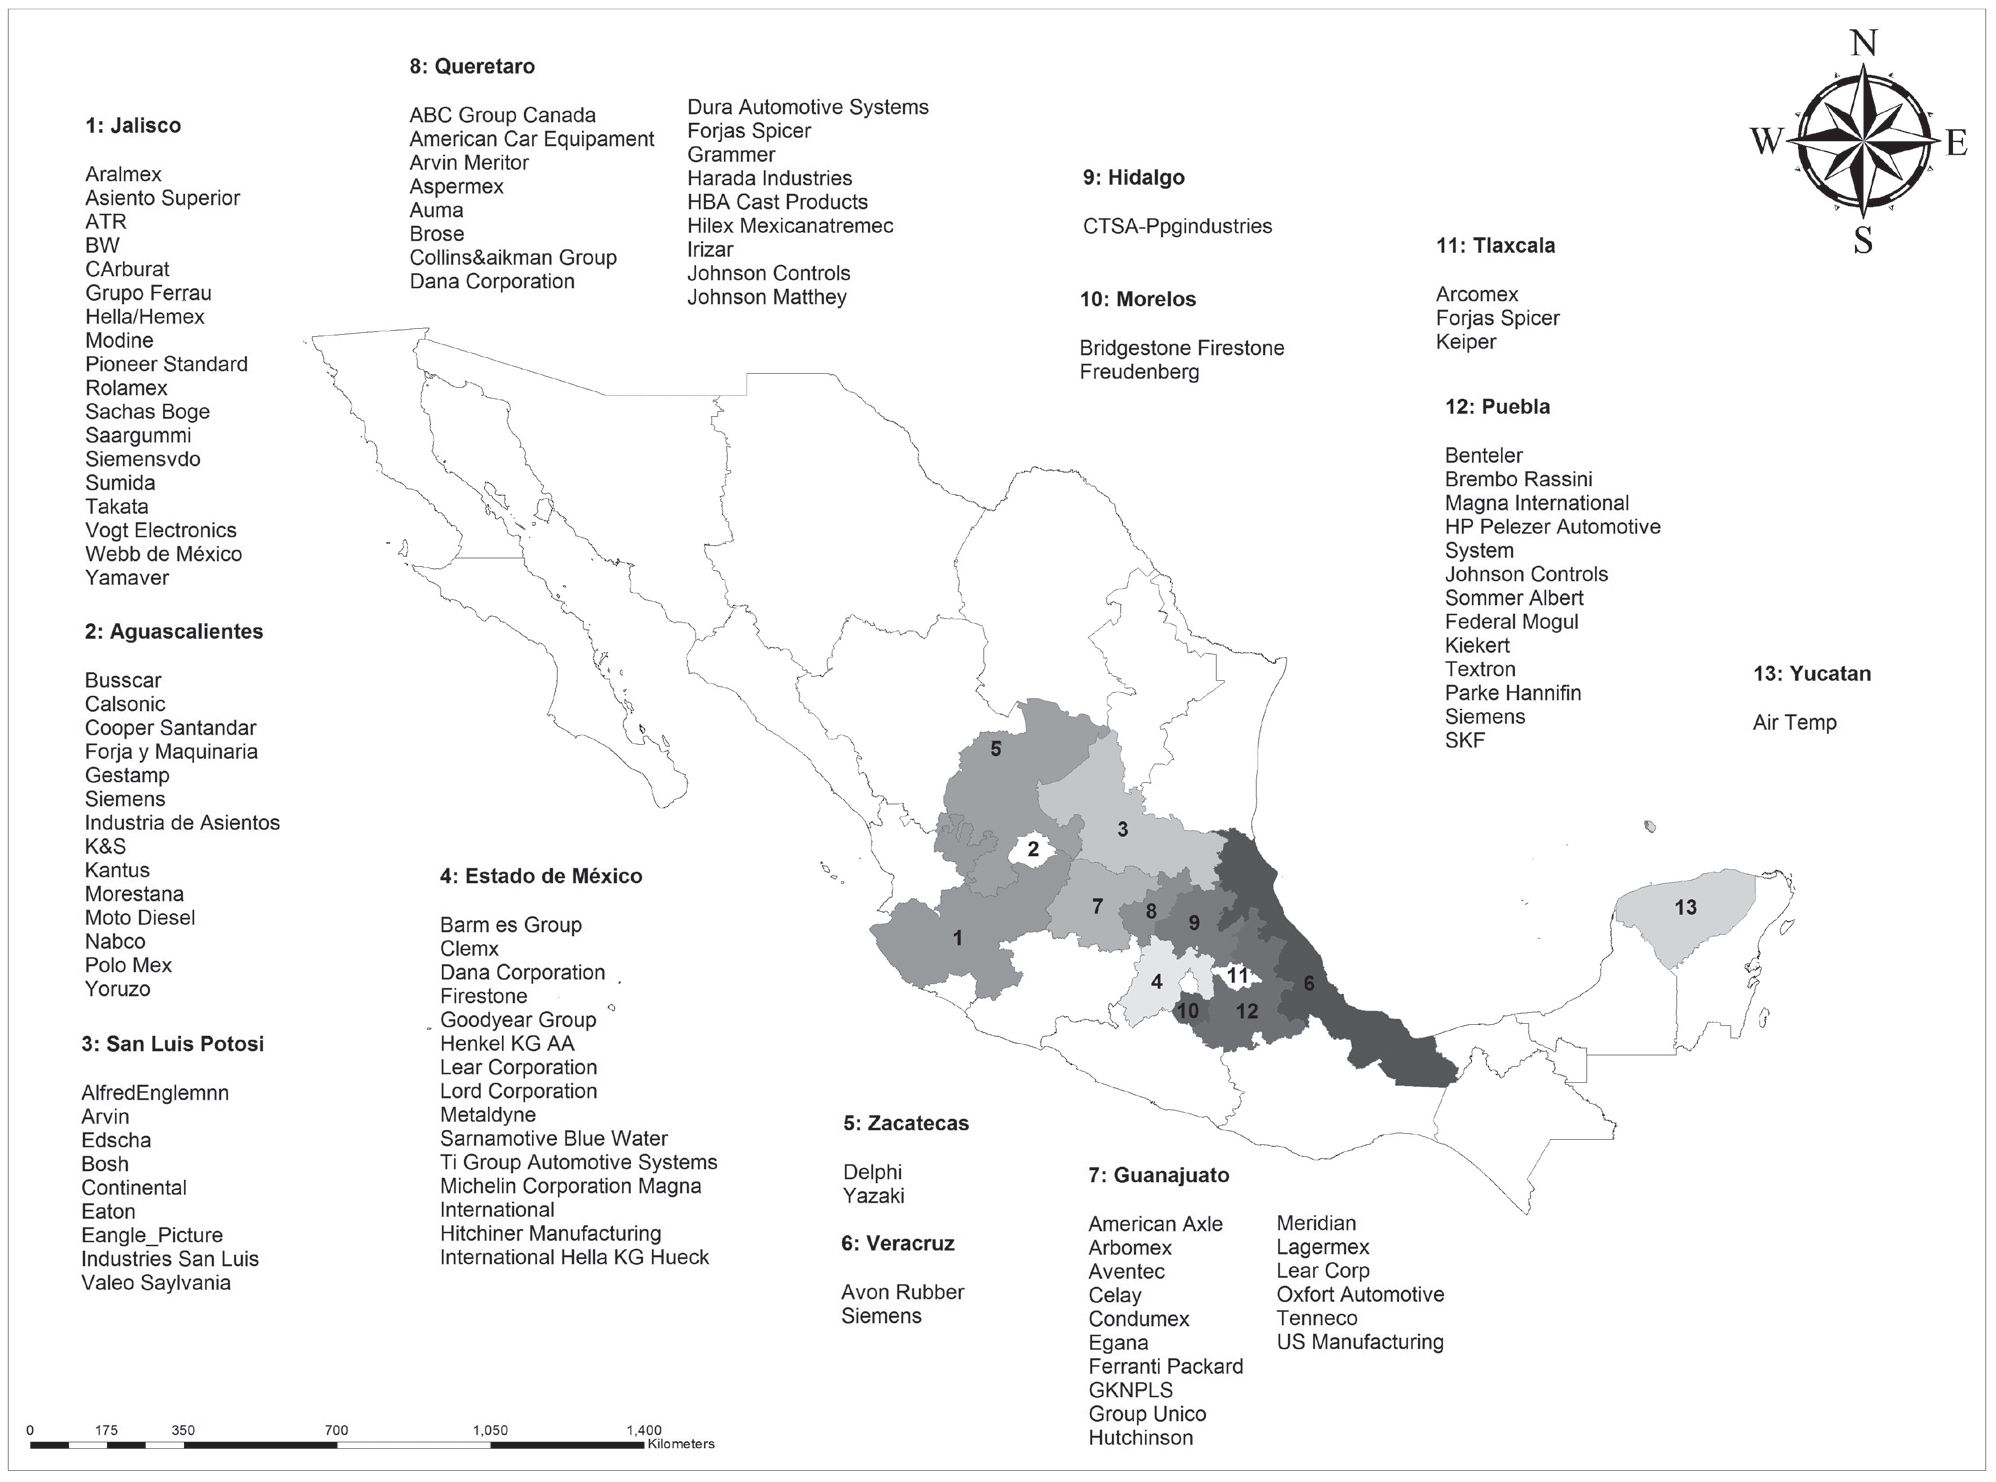 8: Queretaro
ABC Group Canada
American Car Equipament
Arvin Meritor
Aspermex
Auma
Brose
Collins&aikman Group
Dana Corporation
Dura Automotive Systems
Forjas Spicer
Grammer
Harada Industries
HBA Cast Products
Hilex Mexicanatremec
Irizar
Johnson Controls
Johnson Matthey
1: Jalisco
Aralmex
Asiento Superior
ATR
BW
CArburat
Grupo Ferrau
Hella/Hemex
Modine
Pioneer Standard
Rolamex
Sachas Boge
Saargummi
Siemensvdo
Sumida
Takata
Vogt Electronics
Webb de México
Yamaver
2: Aguascalientes
Busscar
Calsonic
Cooper Santandar
Forja y Maquinaria
Gestamp
Siemens
Industria de Asientos
K&S
Kantus
Morestana
Moto Diesel
Nabco
Polo Mex
Yoruzo
3: San Luis Potosi
AlfredEnglemnn
Arvin
Edscha
Bosh
Continental
Eaton
Eangle_Picture
Industries San Luis
Valeo Saylvania
4: Estado de México
Barm es Group
Clemx
Dana Corporation
Firestone
Goodyear Group
Henkel KG AA
Lear Corporation
Lord Corporation
Metaldyne
Sarnamotive Blue Water
Ti Group Automotive Systems
Michelin Corporation Magna
International
Hitchiner Manufacturing
International Hella KG Hueck
5: Zacatecas
Delphi
Yazaki
6: Veracruz
Avon Rubber
Siemens
7: Guanajuato
American Axle
Arbomex
Aventec
Celay
Condumex
Egana
Ferranti Packard
GKNPLS
Group Unico
Hutchinson
Meridian
Lagermex
Lear Corp
Oxfort Automotive
Tenneco
US Manufacturing
9: Hidalgo
CTSA-Ppgindustries
10: Morelos
Bridgestone Firestone
Freudenberg
11: Tlaxcala
Arcomex
Forjas Spicer
Keiper
12: Puebla
Benteler
Brembo Rassini
Magna International
HP Pelezer Automotive
System
Johnson Controls
Sommer Albert
Federal Mogul
Kiekert
Textron
Parke Hannifin
Siemens
SKF
13: Yucatan
Air Temp
N
W
E
S
5
3
2
7
8
9
1
4
11
6
10
12
13
0 175 350 700 1,050 1,400
Kilometers